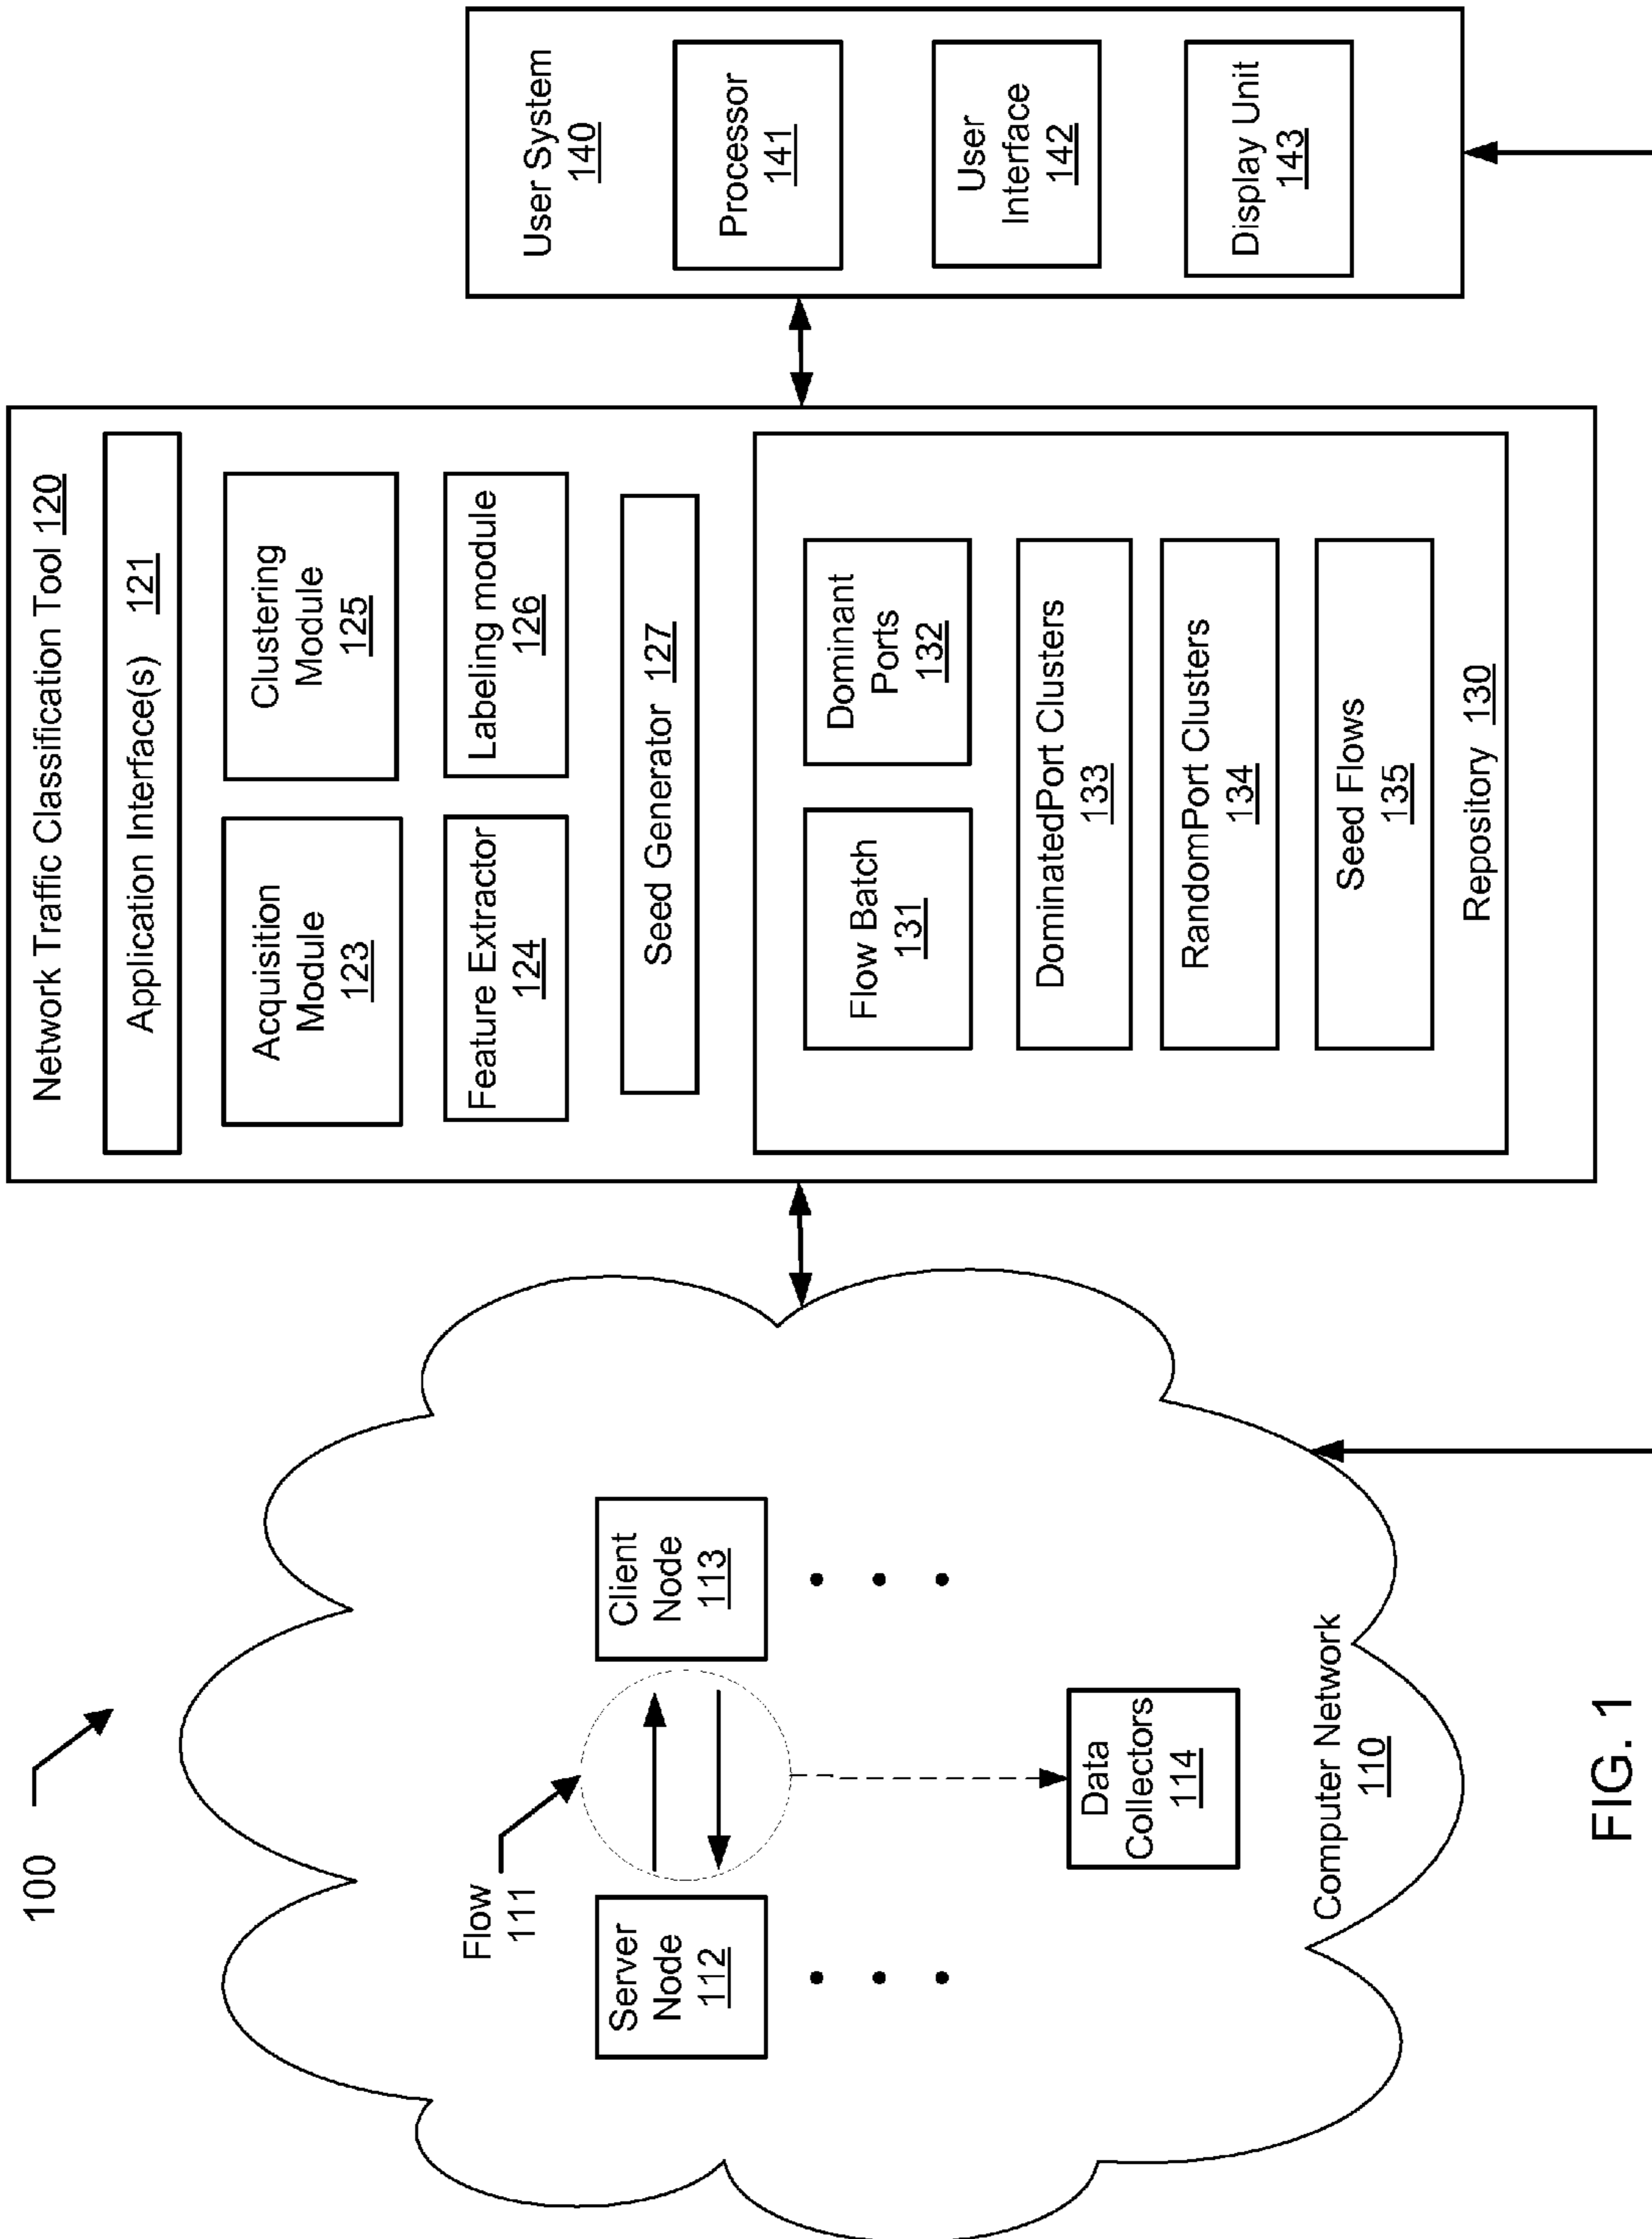 100
Flow
111
Server
Node
112
Client
Node
113
Data
Collectors
114
Computer Network
110
Network Traffic Classification Tool 120
Application Interface(s) 121
Acquisition
Module
123
Clustering
Module
125
Feature Extractor
124
Labeling module
126
Seed Generator 127
Flow Batch
131
Dominant
Ports
132
DominatedPort Clusters
133
RandomPort Clusters
134
Seed Flows
135
Repository 130
User System
140
Processor
141
User
Interface
142
Display Unit
143
FIG. 1